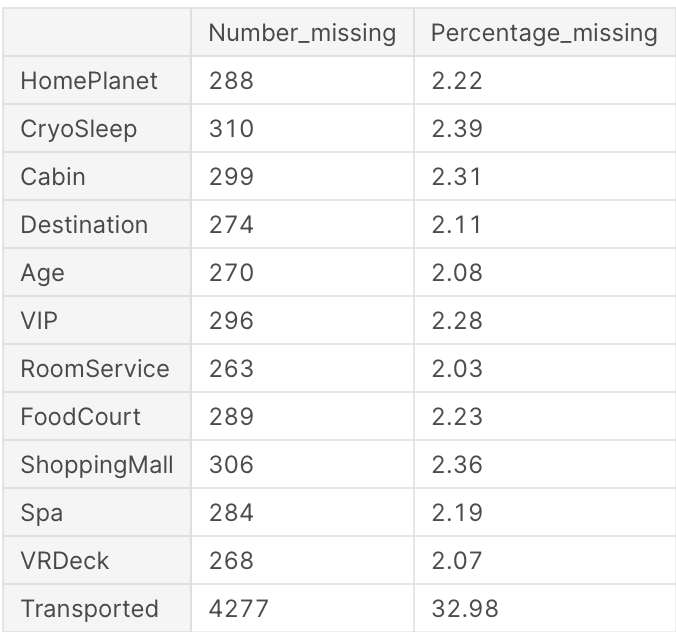 Number_missing Percentage_missing
HomePlanet 288 2.22
CryoSleep 310 2.39
Cabin 299 2.31
Destination 274 2.11
Age 270 2.08
VIP 296 2.28
RoomService 263 2.03
FoodCourt 289 2.23
ShoppingMall 306 2.36
Spa 284 2.19
VRDeck 268 2.07
Transported 4277 32.98